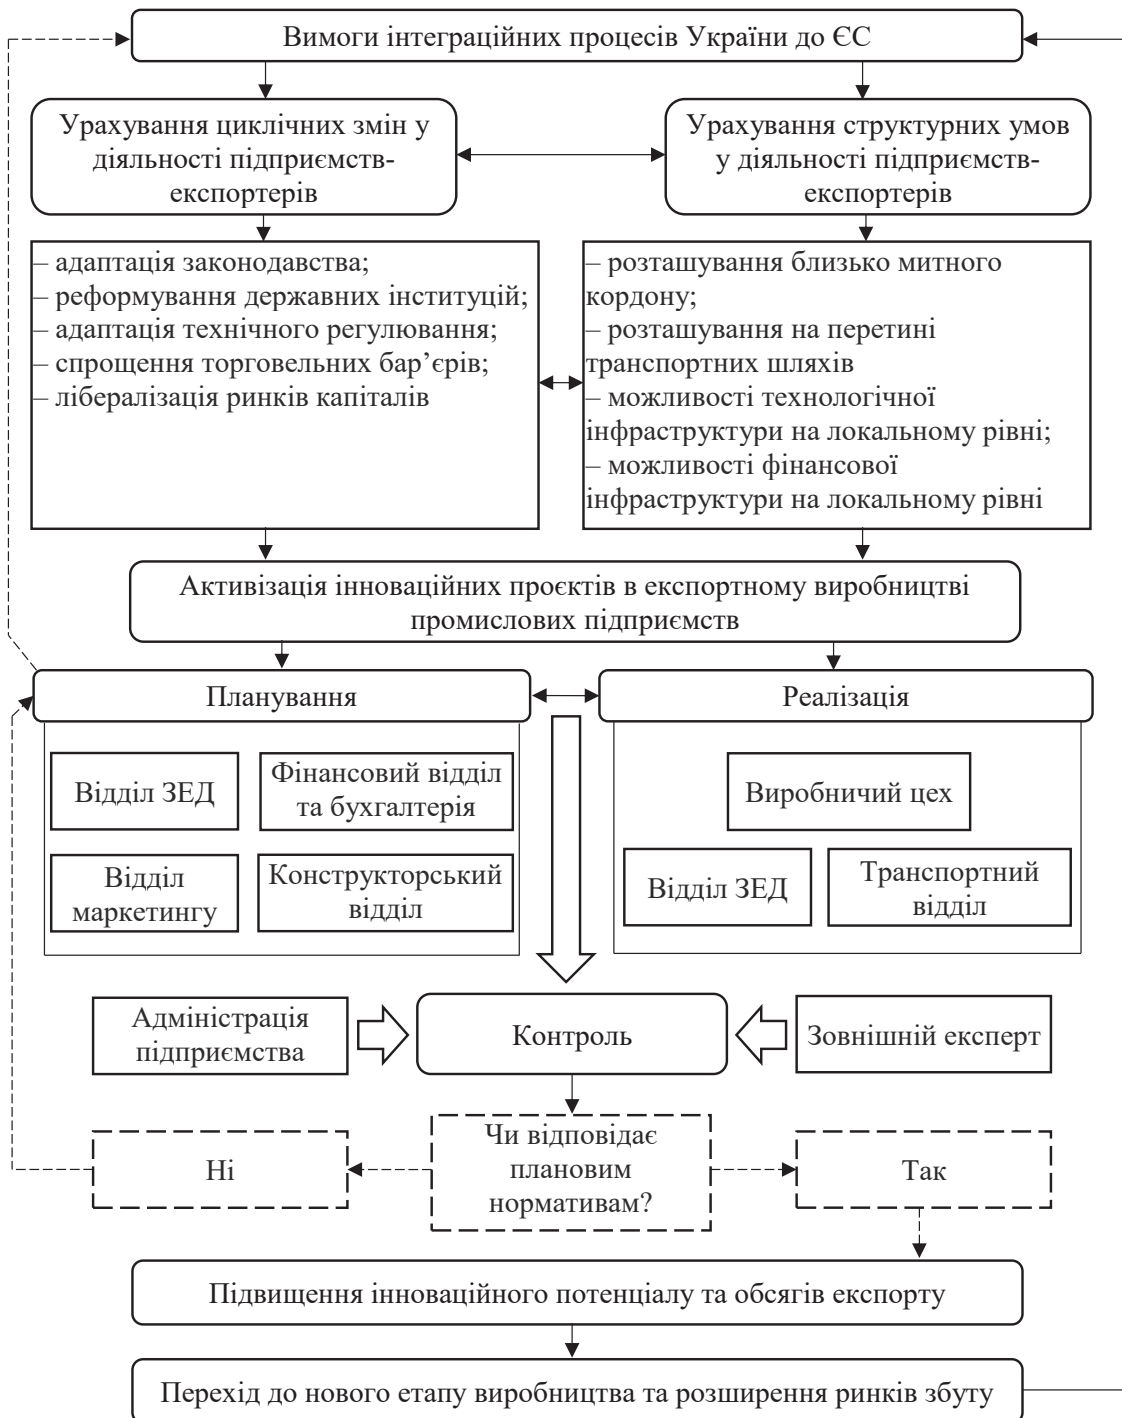 Вимоги інтеграційних процесів України до ЄС
Урахування циклічних змін у
діяльності підприємств-
експортерів
Урахування структурних умов
у діяльності підприємств-
експортерів
– адаптація законодавства;
– реформування державних інституцій;
– адаптація технічного регулювання;
– спрощення торговельних бар’єрів;
– лібералізація ринків капіталів
– розташування близько митного
кордону;
– розташування на перетині
транспортних шляхів
– можливості технологічної
інфраструктури на локальному рівні;
– можливості фінансової
інфраструктури на локальному рівні
Активізація інноваційних проєктів в експортному виробництві
промислових підприємств
Планування
Реалізація
Відділ ЗЕД
Фінансовий відділ
та бухгалтерія
Відділ
маркетингу
Конструкторський
відділ
Виробничий цех
Відділ ЗЕД
Транспортний
відділ
Адміністрація
підприємства
Контроль
Зовнішній експерт
Ні
Чи відповідає
плановим
нормативам?
Так
Підвищення інноваційного потенціалу та обсягів експорту
Перехід до нового етапу виробництва та розширення ринків збуту